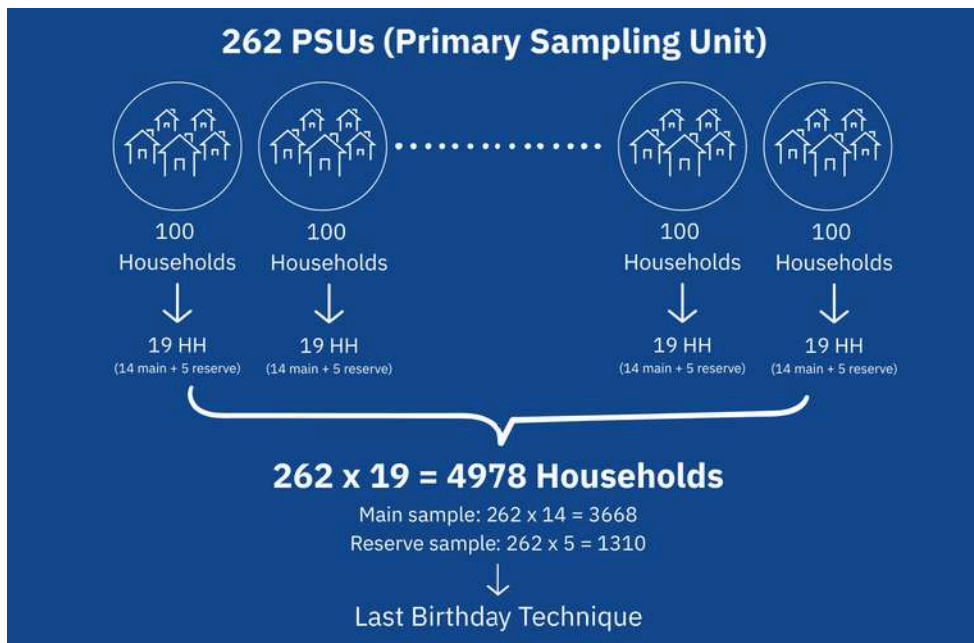 262 PSUs (Primary Sampling Unit)
100 Households
100 Households
100 Households
100 Households
19 HH
(14 main + 5 reserve)
19 HH
(14 main + 5 reserve)
19 HH
(14 main + 5 reserve)
19 HH
(14 main + 5 reserve)
262 x 19 = 4978 Households
Main sample: 262 x 14 = 3668
Reserve sample: 262 x 5 = 1310
Last Birthday Technique